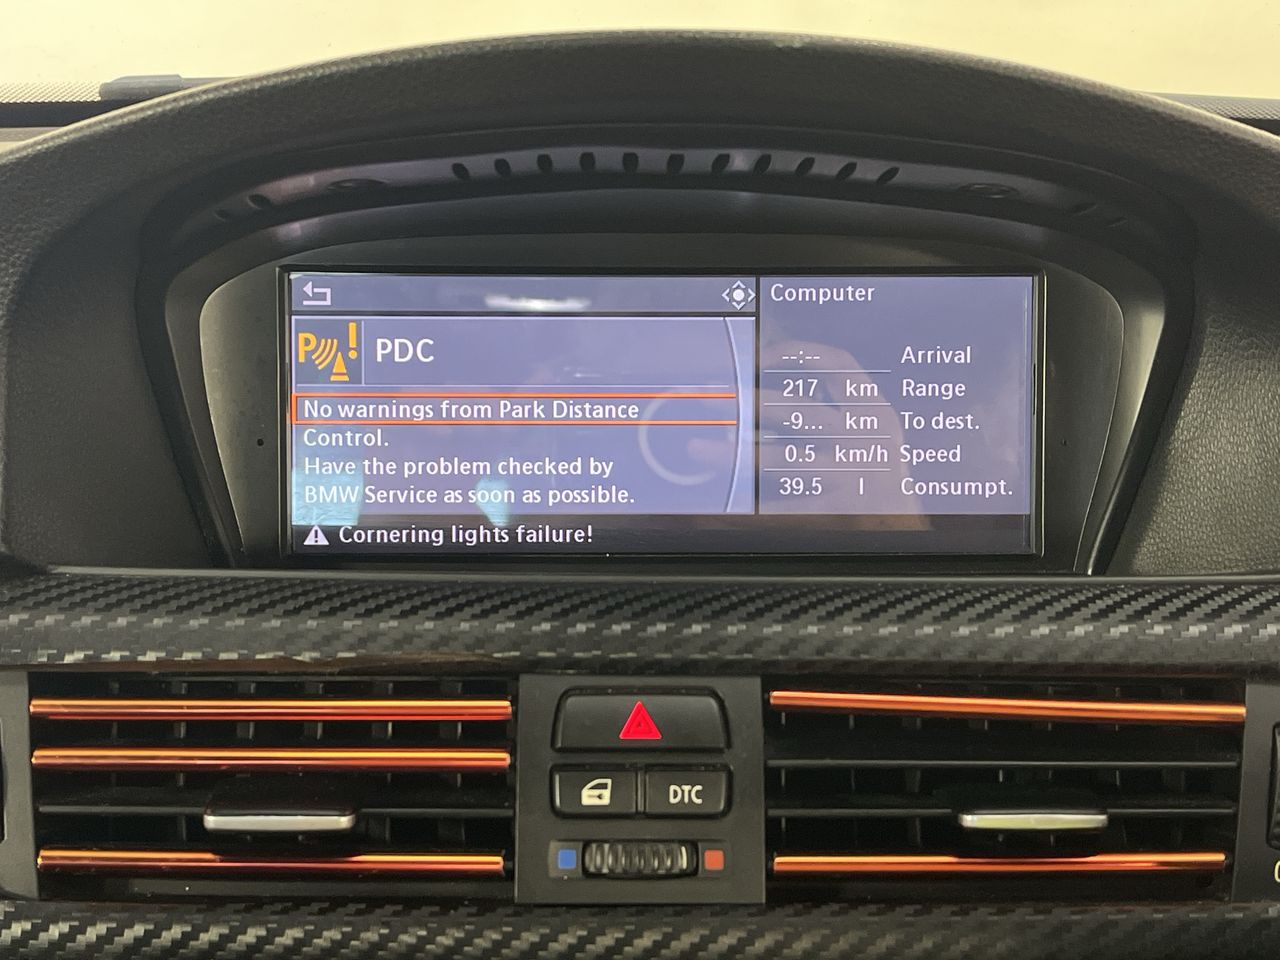 PDC
No warnings from Park Distance
Control.
Have the problem checked by
BMW Service as soon as possible.
Cornering lights failure!
Computer
--:-- Arrival
217 km Range
-9... km To dest.
0.5 km/h Speed
39.5 l Consumpt.
DTC